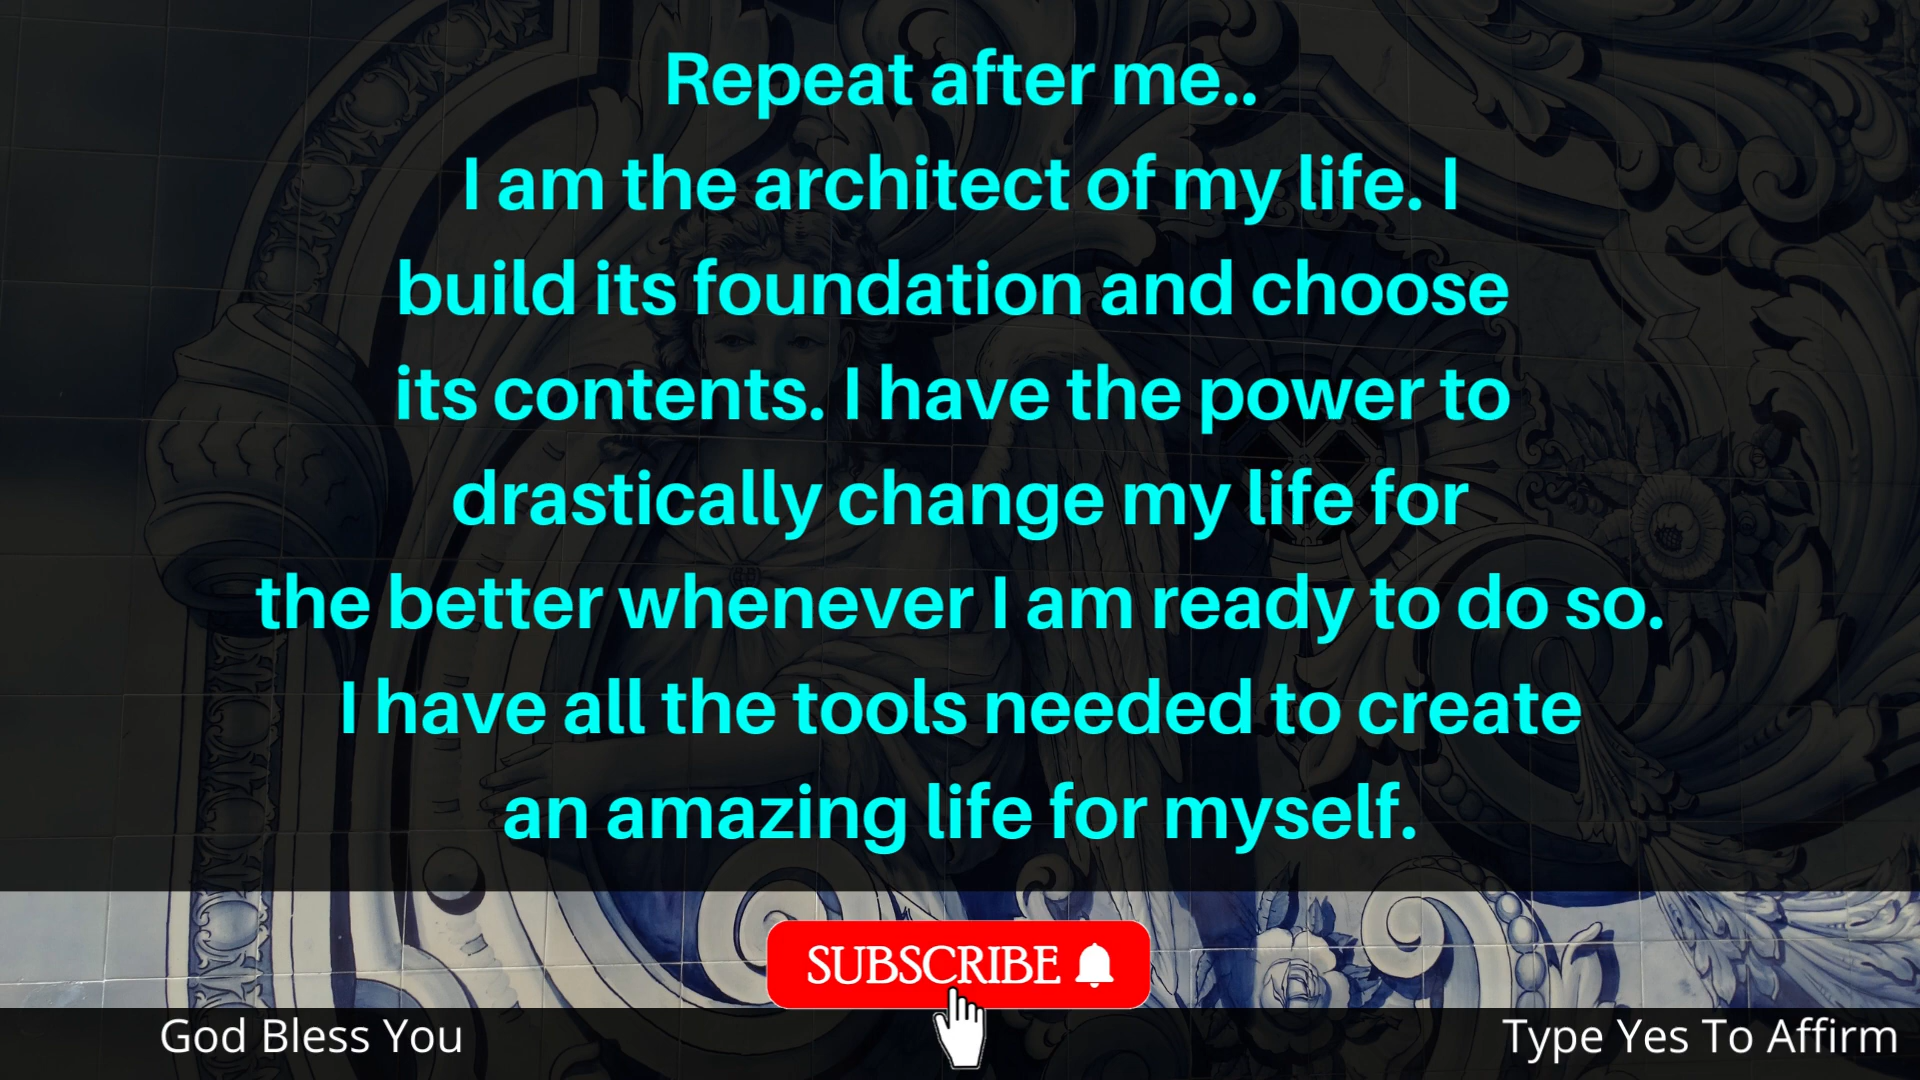 Repeat after me..
I am the architect of my life. I
build its foundation and choose
its contents. I have the power to
drastically change my life for
the better whenever I am ready to do so.
I have all the tools needed to create
an amazing life for myself.
SUBSCRIBE
God Bless You
Type Yes To Affirm